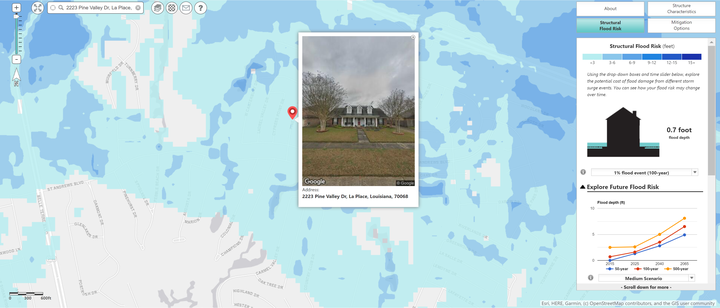 2223 Pine Valley Dr, La Place,
About
Structure
Characteristics
Structural
Flood Risk
Mitigation
Options
Structural Flood Risk (feet)
<3
3-6
6-9
9-12
12-15
15+
Using the drop-down boxes and time slider below, explore
the potential cost of flood damage from different storm
surge events. You can see how your flood risk may change
over time.
0.7 foot
flood depth
1% flood event (100-year)
Explore Future Flood Risk
Flood depth (ft)
10
5
0
2015
2025
2040
2065
50-year
100-year
500-year
Medium Scenario
- Scroll down for more -
Google
© Google
Address:
2223 Pine Valley Dr, La Place, Louisiana, 70068
0
300
600ft
Esri, HERE, Garmin, (c) OpenStreetMap contributors, and the GIS user community